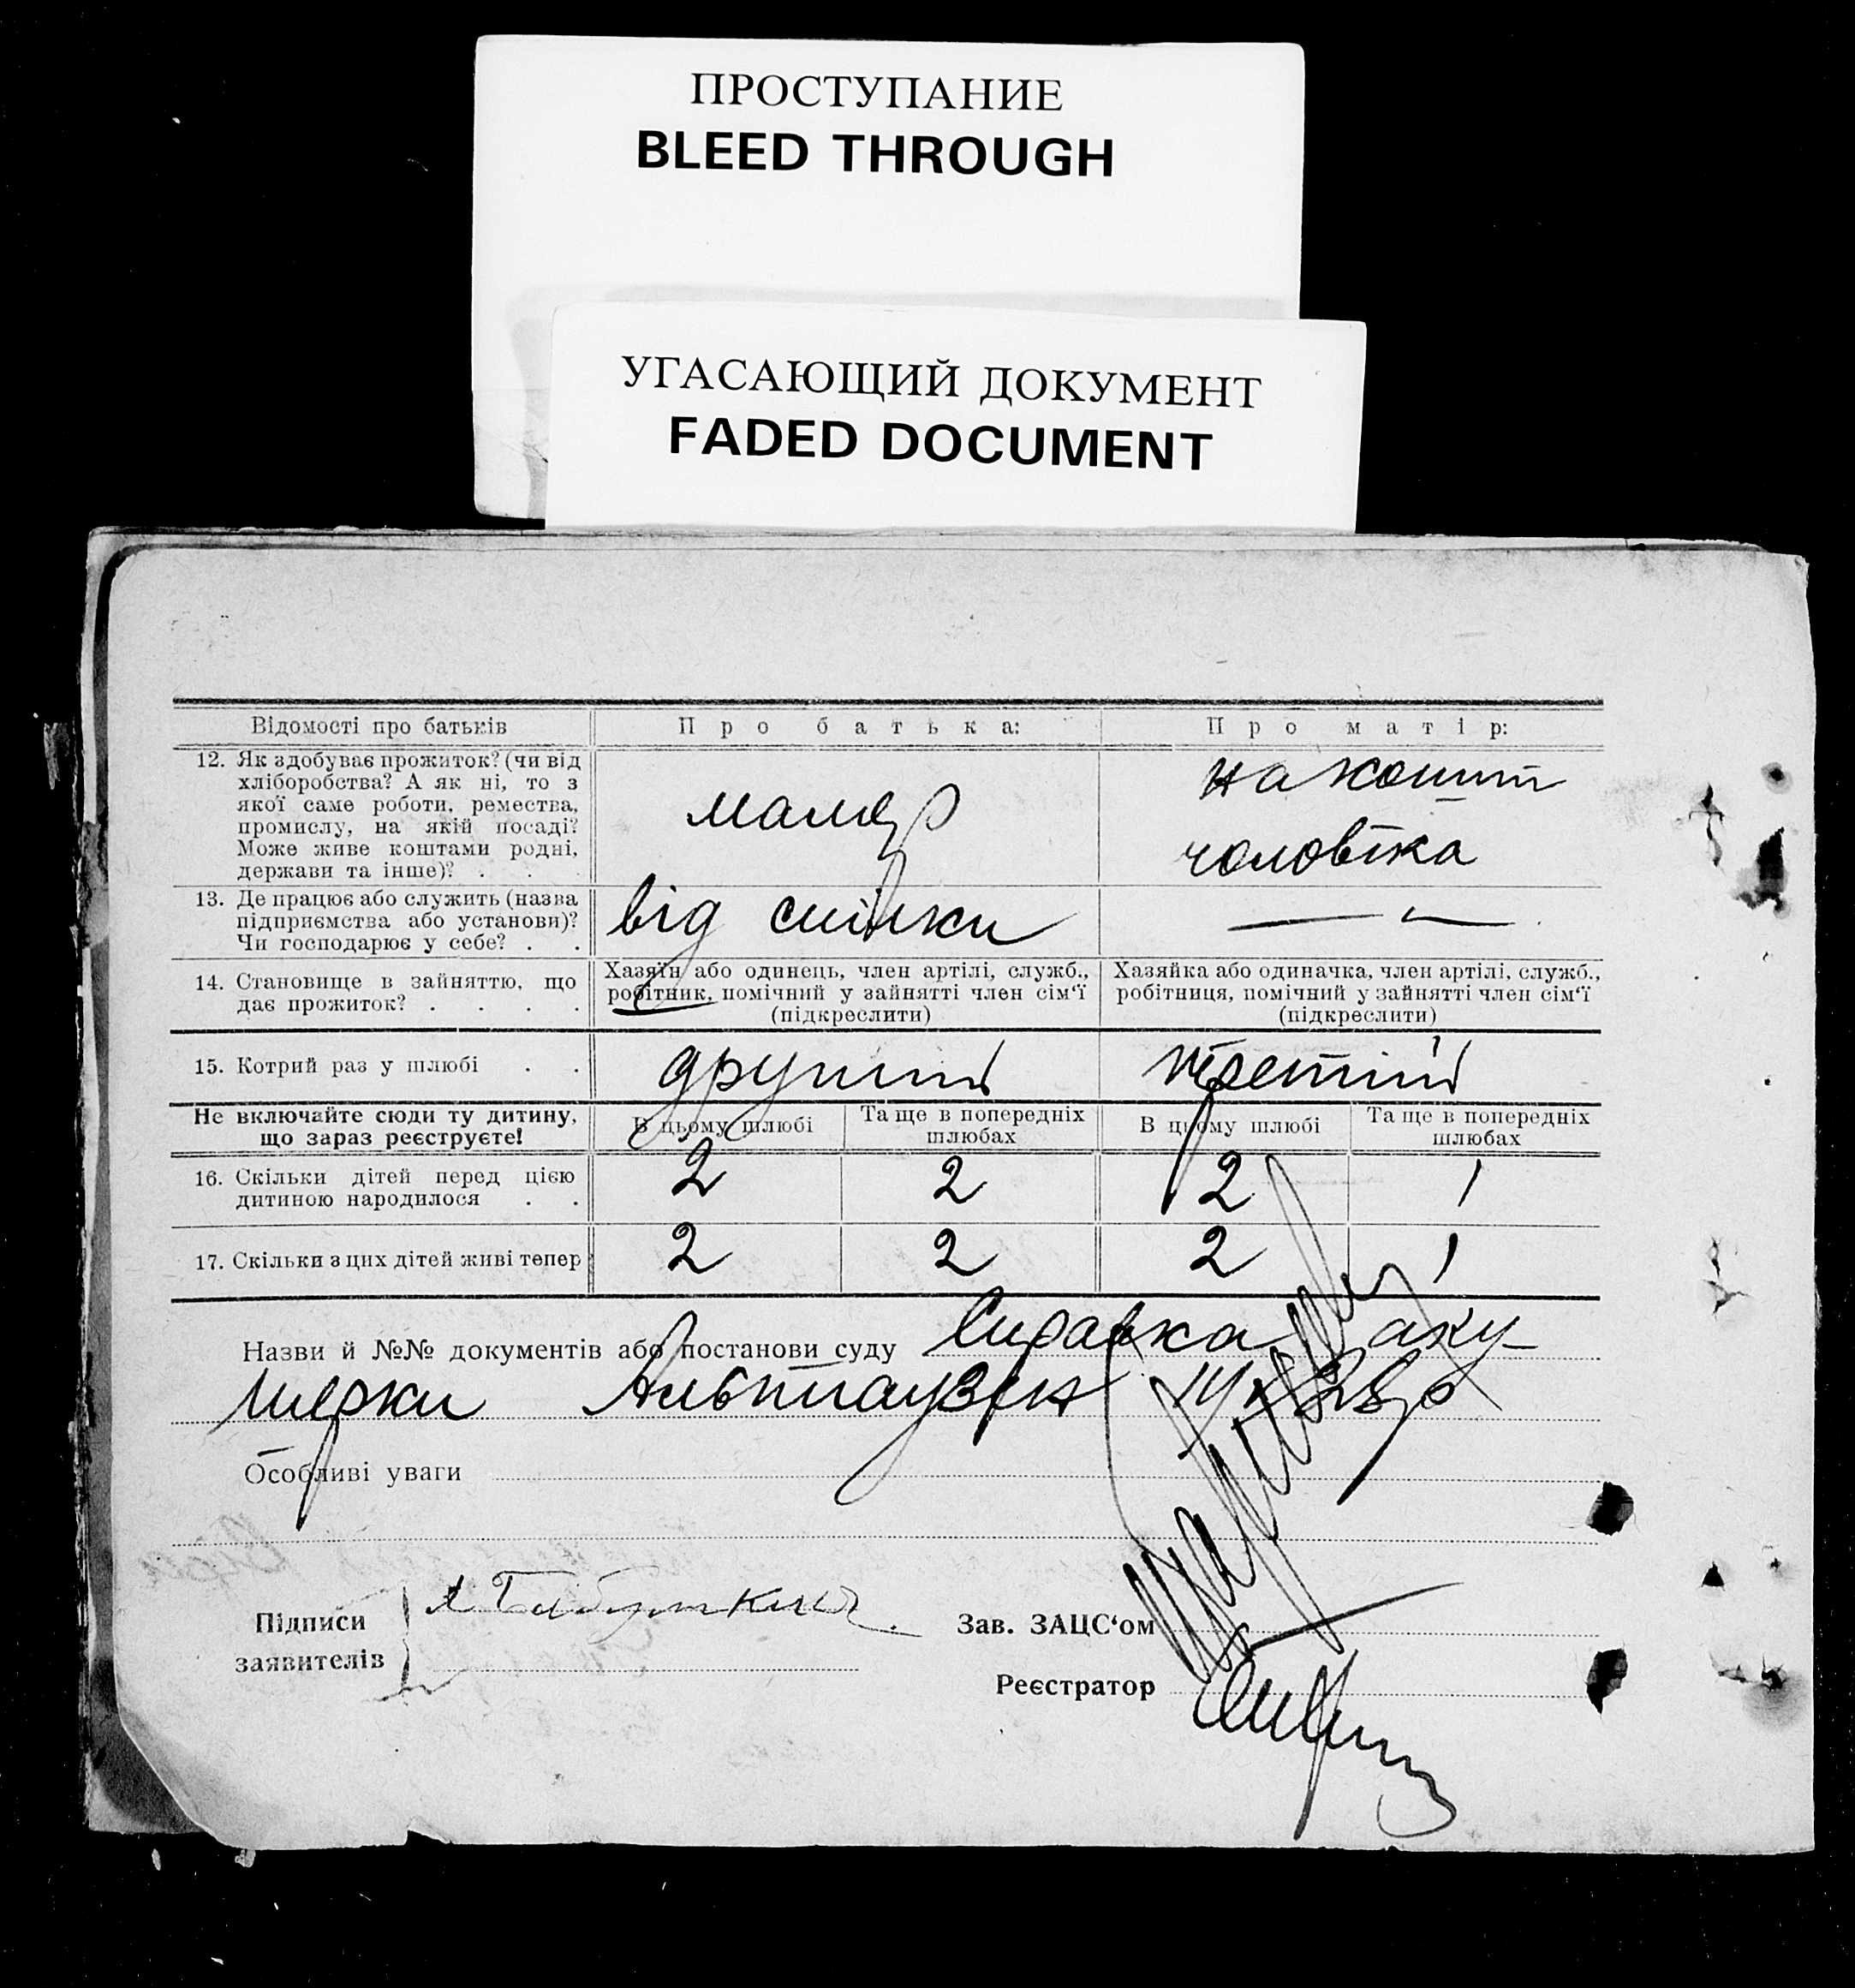 ПРОСТУПАНИЕ
BLEED THROUGH
УГАСАЮЩИЙ ДОКУМЕНТ
FADED DOCUMENT
Відомості про батьків
Про батька:
Про матір:
12. Як здобуває прожиток? (чи від
хліборобства? А як ні, то з
якої саме роботи, ремества,
промислу, на якій посаді?
Може живе коштами родні,
держави та інше)? . . .
маляр
на кошт
чоловіка
13. Де працює або служить (назва
підприємства або установи)?
Чи господарює у себе? . .
від спілки
— " —
14. Становище в зайняттю, що
дає прожиток? . . . .
Хазяїн або одинець, член артілі, служб.,
робітник, помічний у зайнятті член сім'ї
(підкреслити)
Хазяйка або одиначка, член артілі, служб.,
робітниця, помічний у зайнятті член сім'ї
(підкреслити)
15. Котрий раз у шлюбі . .
другий
третій
Не включайте сюди ту дитину,
що зараз реєструєте!
В цьому шлюбі
Та ще в попередніх
шлюбах
В цьому шлюбі
Та ще в попередніх
шлюбах
16. Скільки дітей перед цією
дитиною народилося . .
2
2
2
1
17. Скільки з цих дітей живі тепер
2
2
2
1
Назви й №№ документів або постанови суду Справка аку-
шерки
Особливі уваги
Підписи
заявителів
Зав. ЗАЦС'ом
Реєстратор